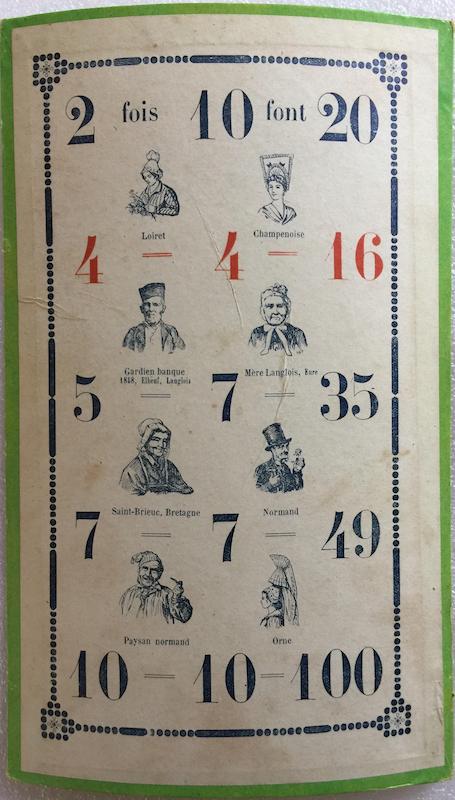 2 fois 10 font 20
Loiret Champenoise
4 = 4 = 16
Gardien banque Mère Langlois, Eure
1848, Elbeuf, Langlois
5 = 7 = 35
Saint-Brieuc, Bretagne Normand
7 = 7 = 49
Paysan normand Orne
10 = 10 = 100